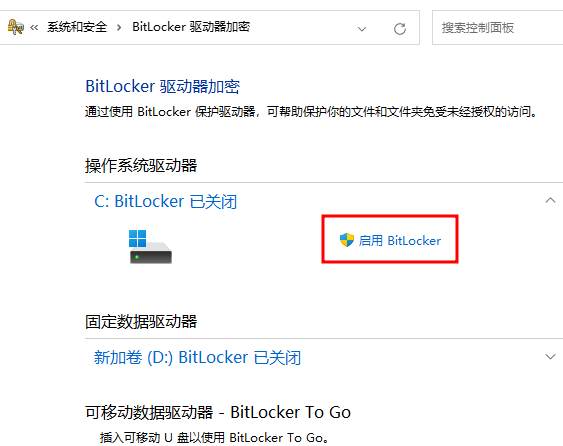 « 系统和安全 › BitLocker 驱动器加密
搜索控制面板
BitLocker 驱动器加密
通过使用 BitLocker 保护驱动器，可帮助保护你的文件和文件夹免受未经授权的访问。
操作系统驱动器
C: BitLocker 已关闭
启用 BitLocker
固定数据驱动器
新加卷 (D:) BitLocker 已关闭
可移动数据驱动器 - BitLocker To Go
插入可移动 U 盘以使用 BitLocker To Go。